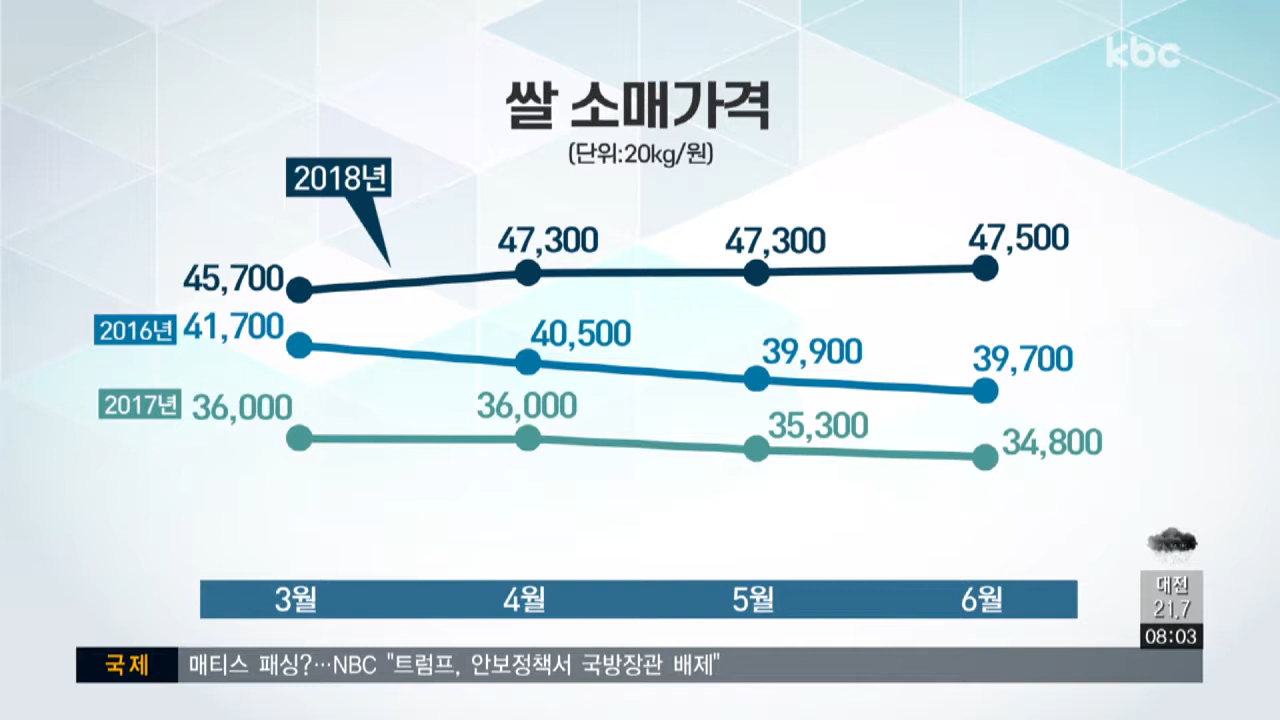 kbc
쌀 소매가격
(단위:20kg/원)
2018년
45,700 47,300 47,300 47,500
2016년 41,700 40,500 39,900 39,700
2017년 36,000 36,000 35,300 34,800
3월 4월 5월 6월
대전
21.7
08:03
국제 매티스 패싱?…NBC "트럼프, 안보정책서 국방장관 배제"